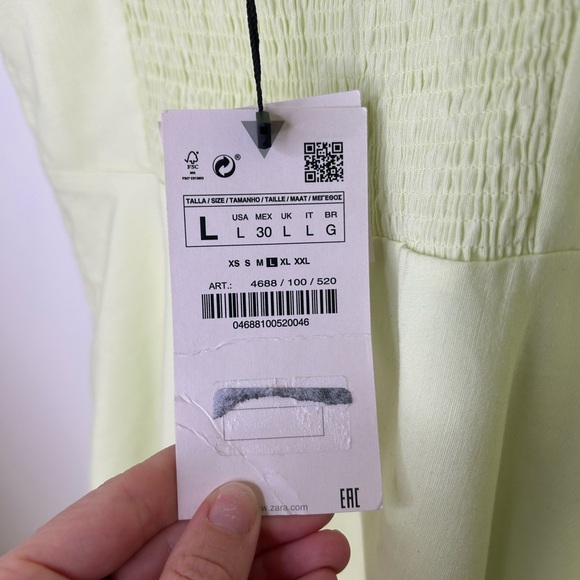 FSC
TALLA / SIZE / TAMANHO / TAILLE / MAAT / ΜΕΓΕΘΟΣ
L USA L MEX 30 UK L IT L BR G
XS S M L XL XXL
ART.: 4688 / 100 / 520
04688100520046
w.zara.com
EAC